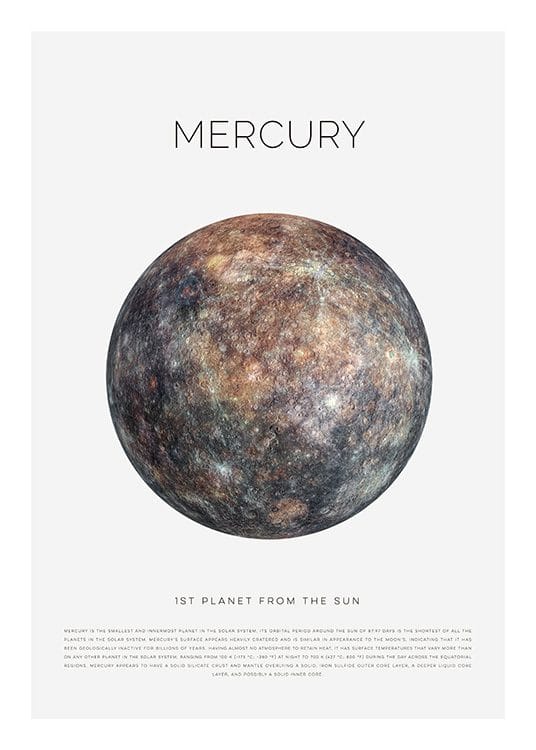 MERCURY
1ST PLANET FROM THE SUN
MERCURY IS THE SMALLEST AND INNERMOST PLANET IN THE SOLAR SYSTEM. ITS ORBITAL PERIOD AROUND THE SUN OF 87.97 DAYS IS THE SHORTEST OF ALL THE
PLANETS IN THE SOLAR SYSTEM. MERCURY'S SURFACE APPEARS HEAVILY CRATERED AND IS SIMILAR IN APPEARANCE TO THE MOON'S, INDICATING THAT IT HAS
BEEN GEOLOGICALLY INACTIVE FOR BILLIONS OF YEARS. HAVING ALMOST NO ATMOSPHERE TO RETAIN HEAT, IT HAS SURFACE TEMPERATURES THAT VARY MORE THAN
ON ANY OTHER PLANET IN THE SOLAR SYSTEM, RANGING FROM 100 K (-173 °C; -280 °F) AT NIGHT TO 700 K (427 °C; 800 °F) DURING THE DAY ACROSS THE EQUATORIAL
REGIONS. MERCURY APPEARS TO HAVE A SOLID SILICATE CRUST AND MANTLE OVERLYING A SOLID, IRON SULFIDE OUTER CORE LAYER, A DEEPER LIQUID CORE
LAYER, AND POSSIBLY A SOLID INNER CORE.